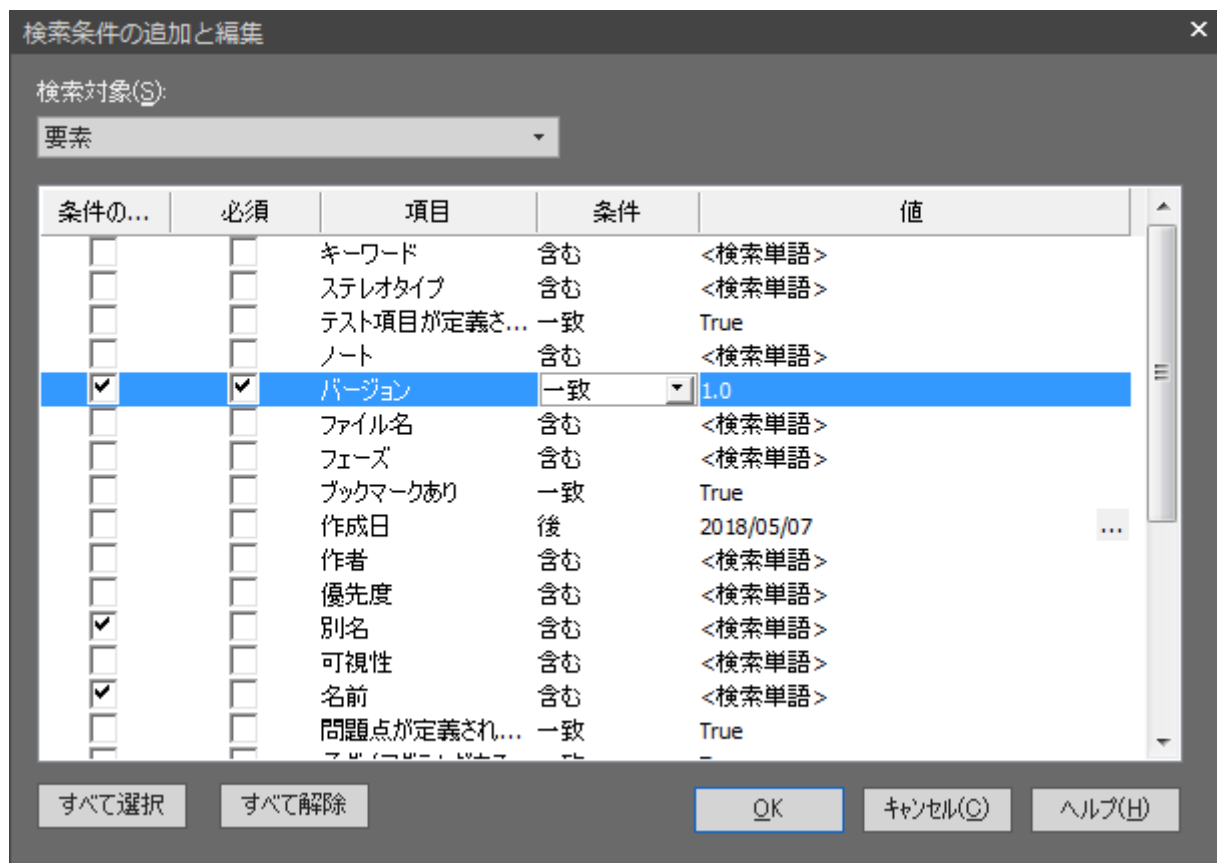 検索条件の追加と編集
検索対象(S):
要素
条件の... 必須 項目 条件 値
キーワード 含む <検索単語>
ステレオタイプ 含む <検索単語>
テスト項目が定義さ... 一致 True
ノート 含む <検索単語>
バージョン 一致 1.0
ファイル名 含む <検索単語>
フェーズ 含む <検索単語>
ブックマークあり 一致 True
作成日 後 2018/05/07 ...
作者 含む <検索単語>
優先度 含む <検索単語>
別名 含む <検索単語>
可視性 含む <検索単語>
名前 含む <検索単語>
問題点が定義され... 一致 True
すべて選択 すべて解除 OK キャンセル(C) ヘルプ(H)